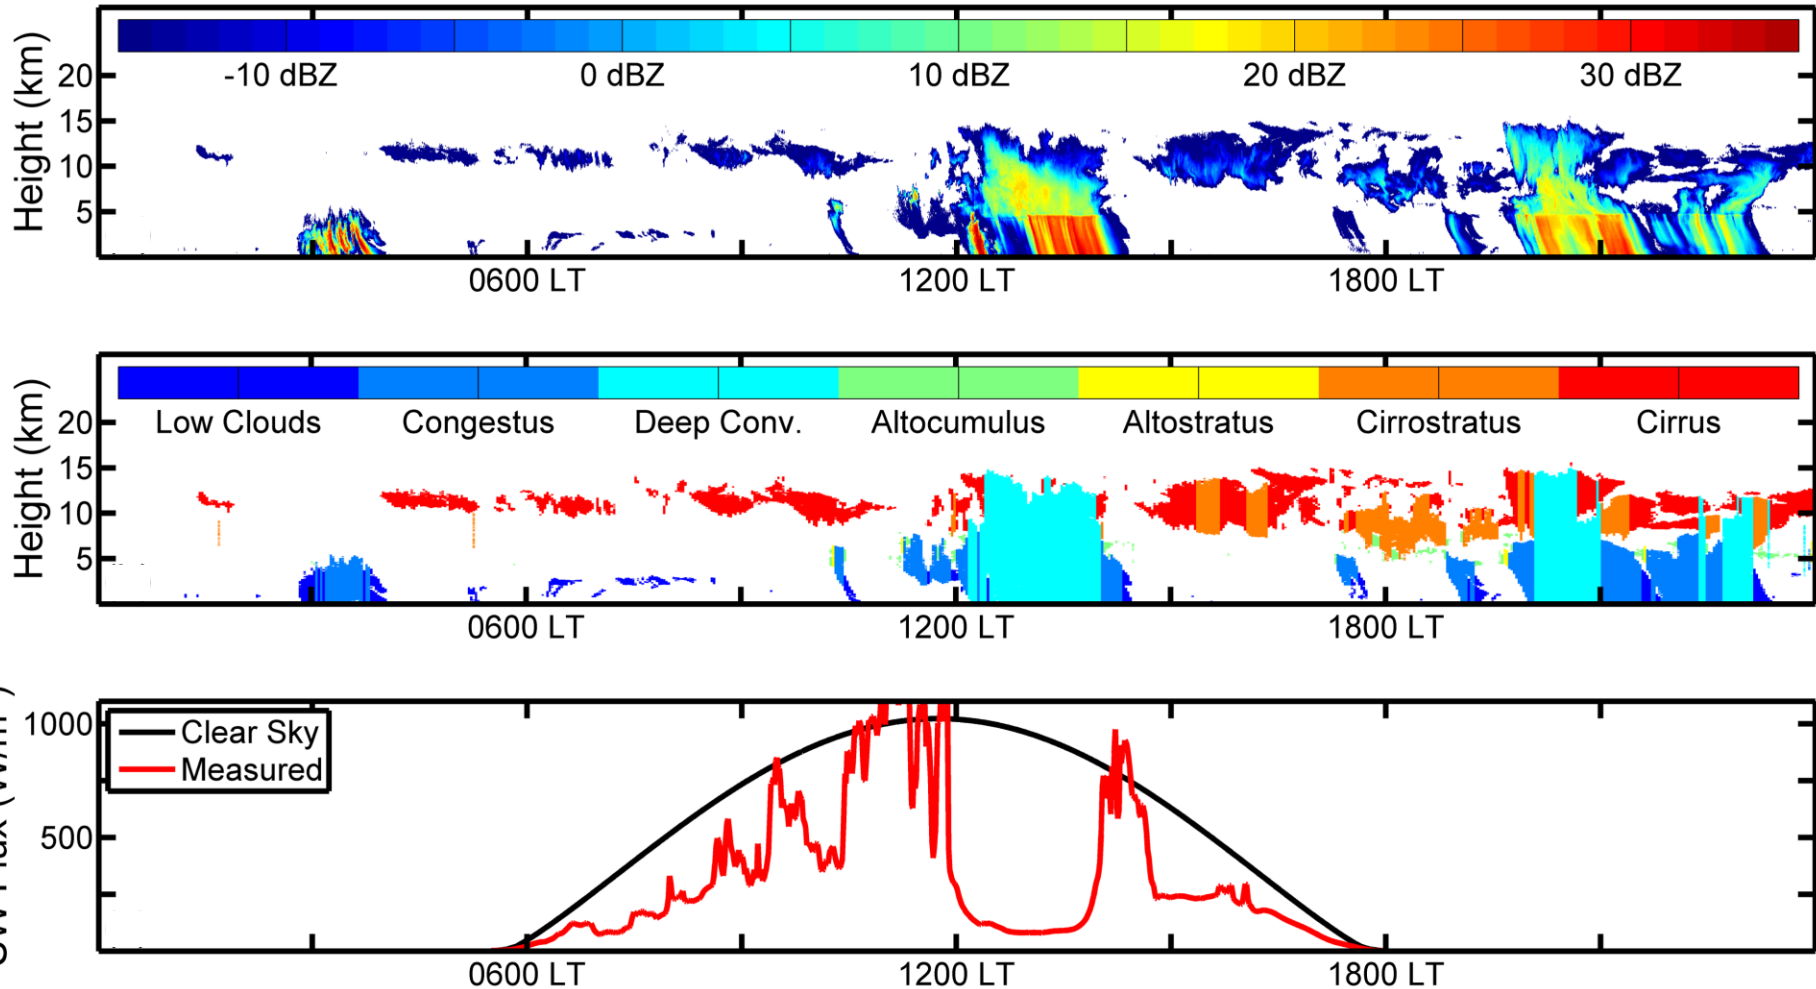 -10 dBZ 0 dBZ 10 dBZ 20 dBZ 30 dBZ
Height (km)
20
15
10
5
0600 LT 1200 LT 1800 LT
Low Clouds Congestus Deep Conv. Altocumulus Altostratus Cirrostratus Cirrus
Height (km)
20
15
10
5
0600 LT 1200 LT 1800 LT
Clear Sky
Measured
1000
500
0600 LT 1200 LT 1800 LT